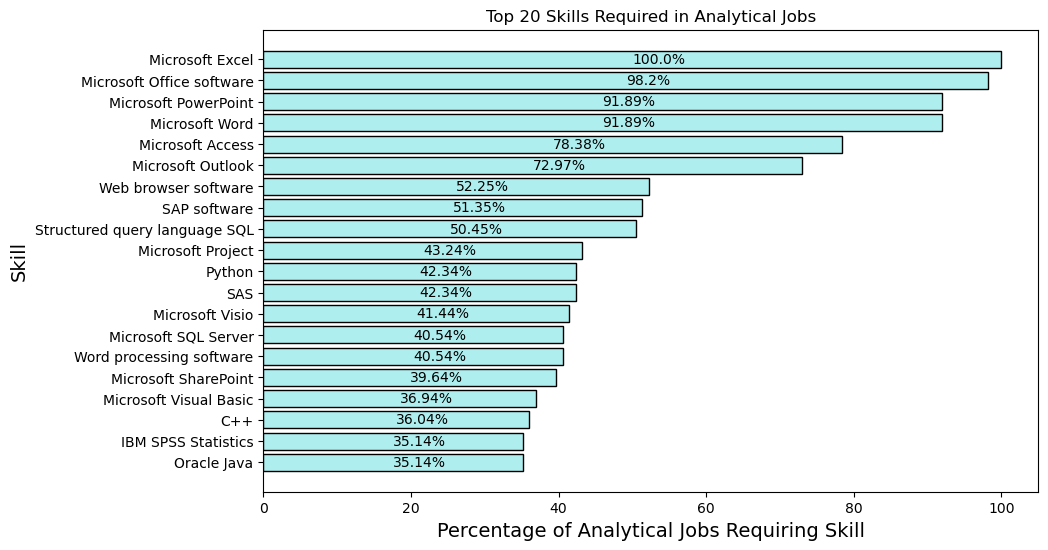 Top 20 Skills Required in Analytical Jobs
Microsoft Excel 100.0%
Microsoft Office software 98.2%
Microsoft PowerPoint 91.89%
Microsoft Word 91.89%
Microsoft Access 78.38%
Microsoft Outlook 72.97%
Web browser software 52.25%
SAP software 51.35%
Structured query language SQL 50.45%
Microsoft Project 43.24%
Python 42.34%
SAS 42.34%
Microsoft Visio 41.44%
Microsoft SQL Server 40.54%
Word processing software 40.54%
Microsoft SharePoint 39.64%
Microsoft Visual Basic 36.94%
C++ 36.04%
IBM SPSS Statistics 35.14%
Oracle Java 35.14%
Skill
0 20 40 60 80 100
Percentage of Analytical Jobs Requiring Skill